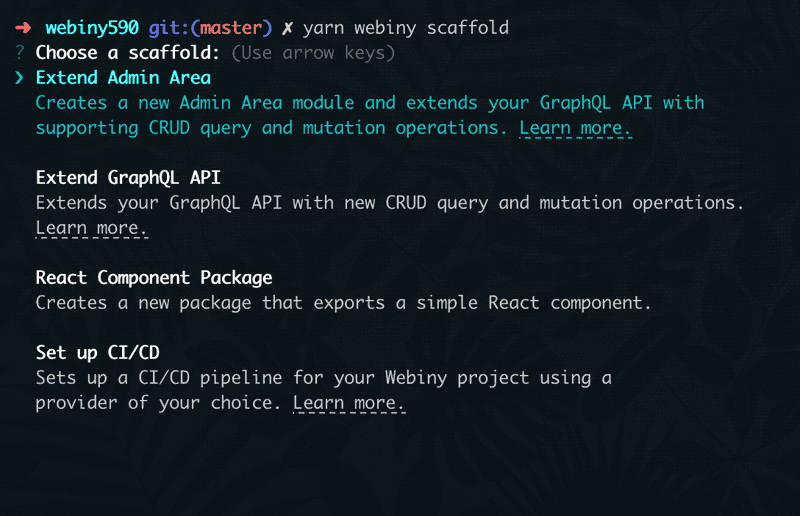 ➜ webiny590 git:(master) ✗ yarn webiny scaffold
? Choose a scaffold: (Use arrow keys)
❯ Extend Admin Area
Creates a new Admin Area module and extends your GraphQL API with
supporting CRUD query and mutation operations. Learn more.
Extend GraphQL API
Extends your GraphQL API with new CRUD query and mutation operations.
Learn more.
React Component Package
Creates a new package that exports a simple React component.
Set up CI/CD
Sets up a CI/CD pipeline for your Webiny project using a
provider of your choice. Learn more.